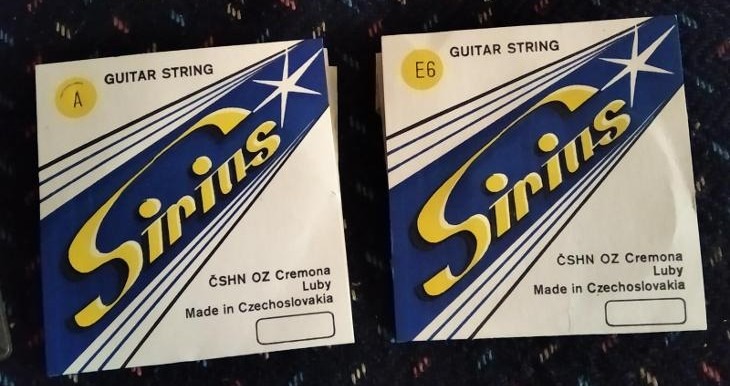 A
GUITAR STRING
Sirius
ČSHN OZ Cremona
Luby
Made in Czechoslovakia
E6
GUITAR STRING
Sirius
ČSHN OZ Cremona
Luby
Made in Czechoslovakia